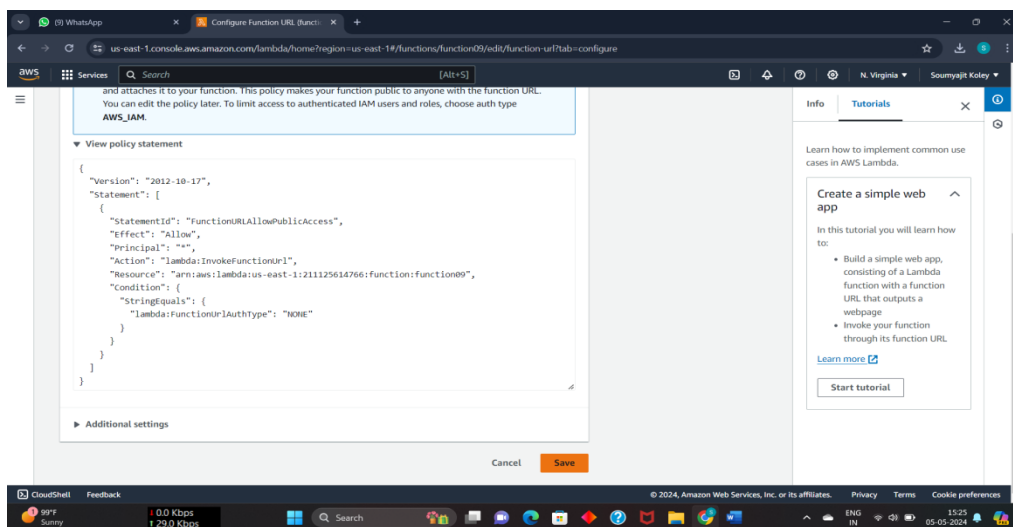 (9) WhatsApp
Configure Function URL (functi
us-east-1.console.aws.amazon.com/lambda/home?region=us-east-1#/functions/function09/edit/function-url?tab=configure
aws
Services
Search
[Alt+S]
N. Virginia
Soumyajit Koley
and attaches it to your function. This policy makes your function public to anyone with the function URL.
You can edit the policy later. To limit access to authenticated IAM users and roles, choose auth type
AWS_IAM.
View policy statement
{
"Version": "2012-10-17",
"Statement": [
{
"StatementId": "FunctionURLAllowPublicAccess",
"Effect": "Allow",
"Principal": "*",
"Action": "lambda:InvokeFunctionUrl",
"Resource": "arn:aws:lambda:us-east-1:211125614766:function:function09",
"Condition": {
"StringEquals": {
"lambda:FunctionUrlAuthType": "NONE"
}
}
}
]
}
Additional settings
Cancel
Save
Info
Tutorials
Learn how to implement common use
cases in AWS Lambda.
Create a simple web
app
In this tutorial you will learn how
to:
• Build a simple web app,
consisting of a Lambda
function with a function
URL that outputs a
webpage
• Invoke your function
through its function URL
Learn more
Start tutorial
CloudShell
Feedback
© 2024, Amazon Web Services, Inc. or its affiliates.
Privacy
Terms
Cookie preferences
99°F
Sunny
0.0 Kbps
29.0 Kbps
Search
ENG
IN
15:25
05-05-2024